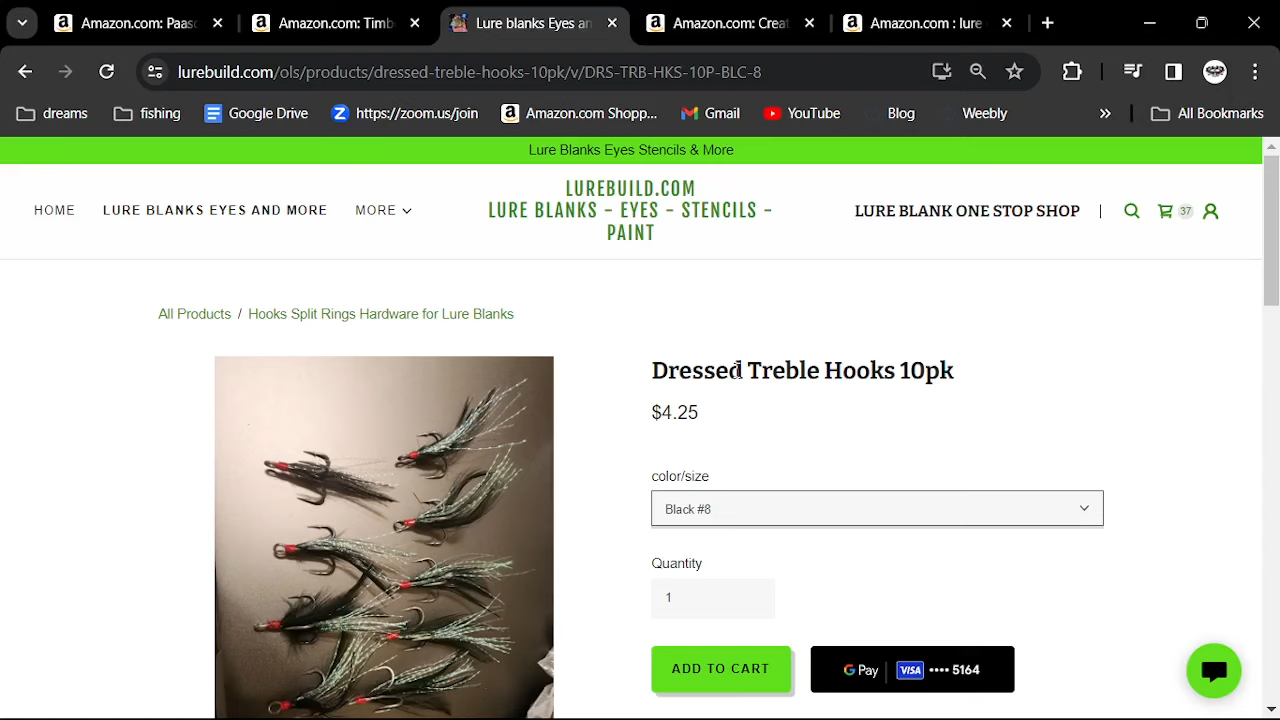 Amazon.com: Paasc
Amazon.com: Timb
Lure blanks Eyes an
Amazon.com: Creat
Amazon.com : lure
lurebuild.com/ols/products/dressed-treble-hooks-10pk/v/DRS-TRB-HKS-10P-BLC-8
dreams
fishing
Google Drive
https://zoom.us/join
Amazon.com Shopp...
Gmail
YouTube
Blog
Weebly
All Bookmarks
Lure Blanks Eyes Stencils & More
HOME
LURE BLANKS EYES AND MORE
MORE
LUREBUILD.COM
LURE BLANKS - EYES - STENCILS -
PAINT
LURE BLANK ONE STOP SHOP
37
All Products / Hooks Split Rings Hardware for Lure Blanks
Dressed Treble Hooks 10pk
$4.25
color/size
Black #8
Quantity
1
ADD TO CART
G Pay VISA •••• 5164